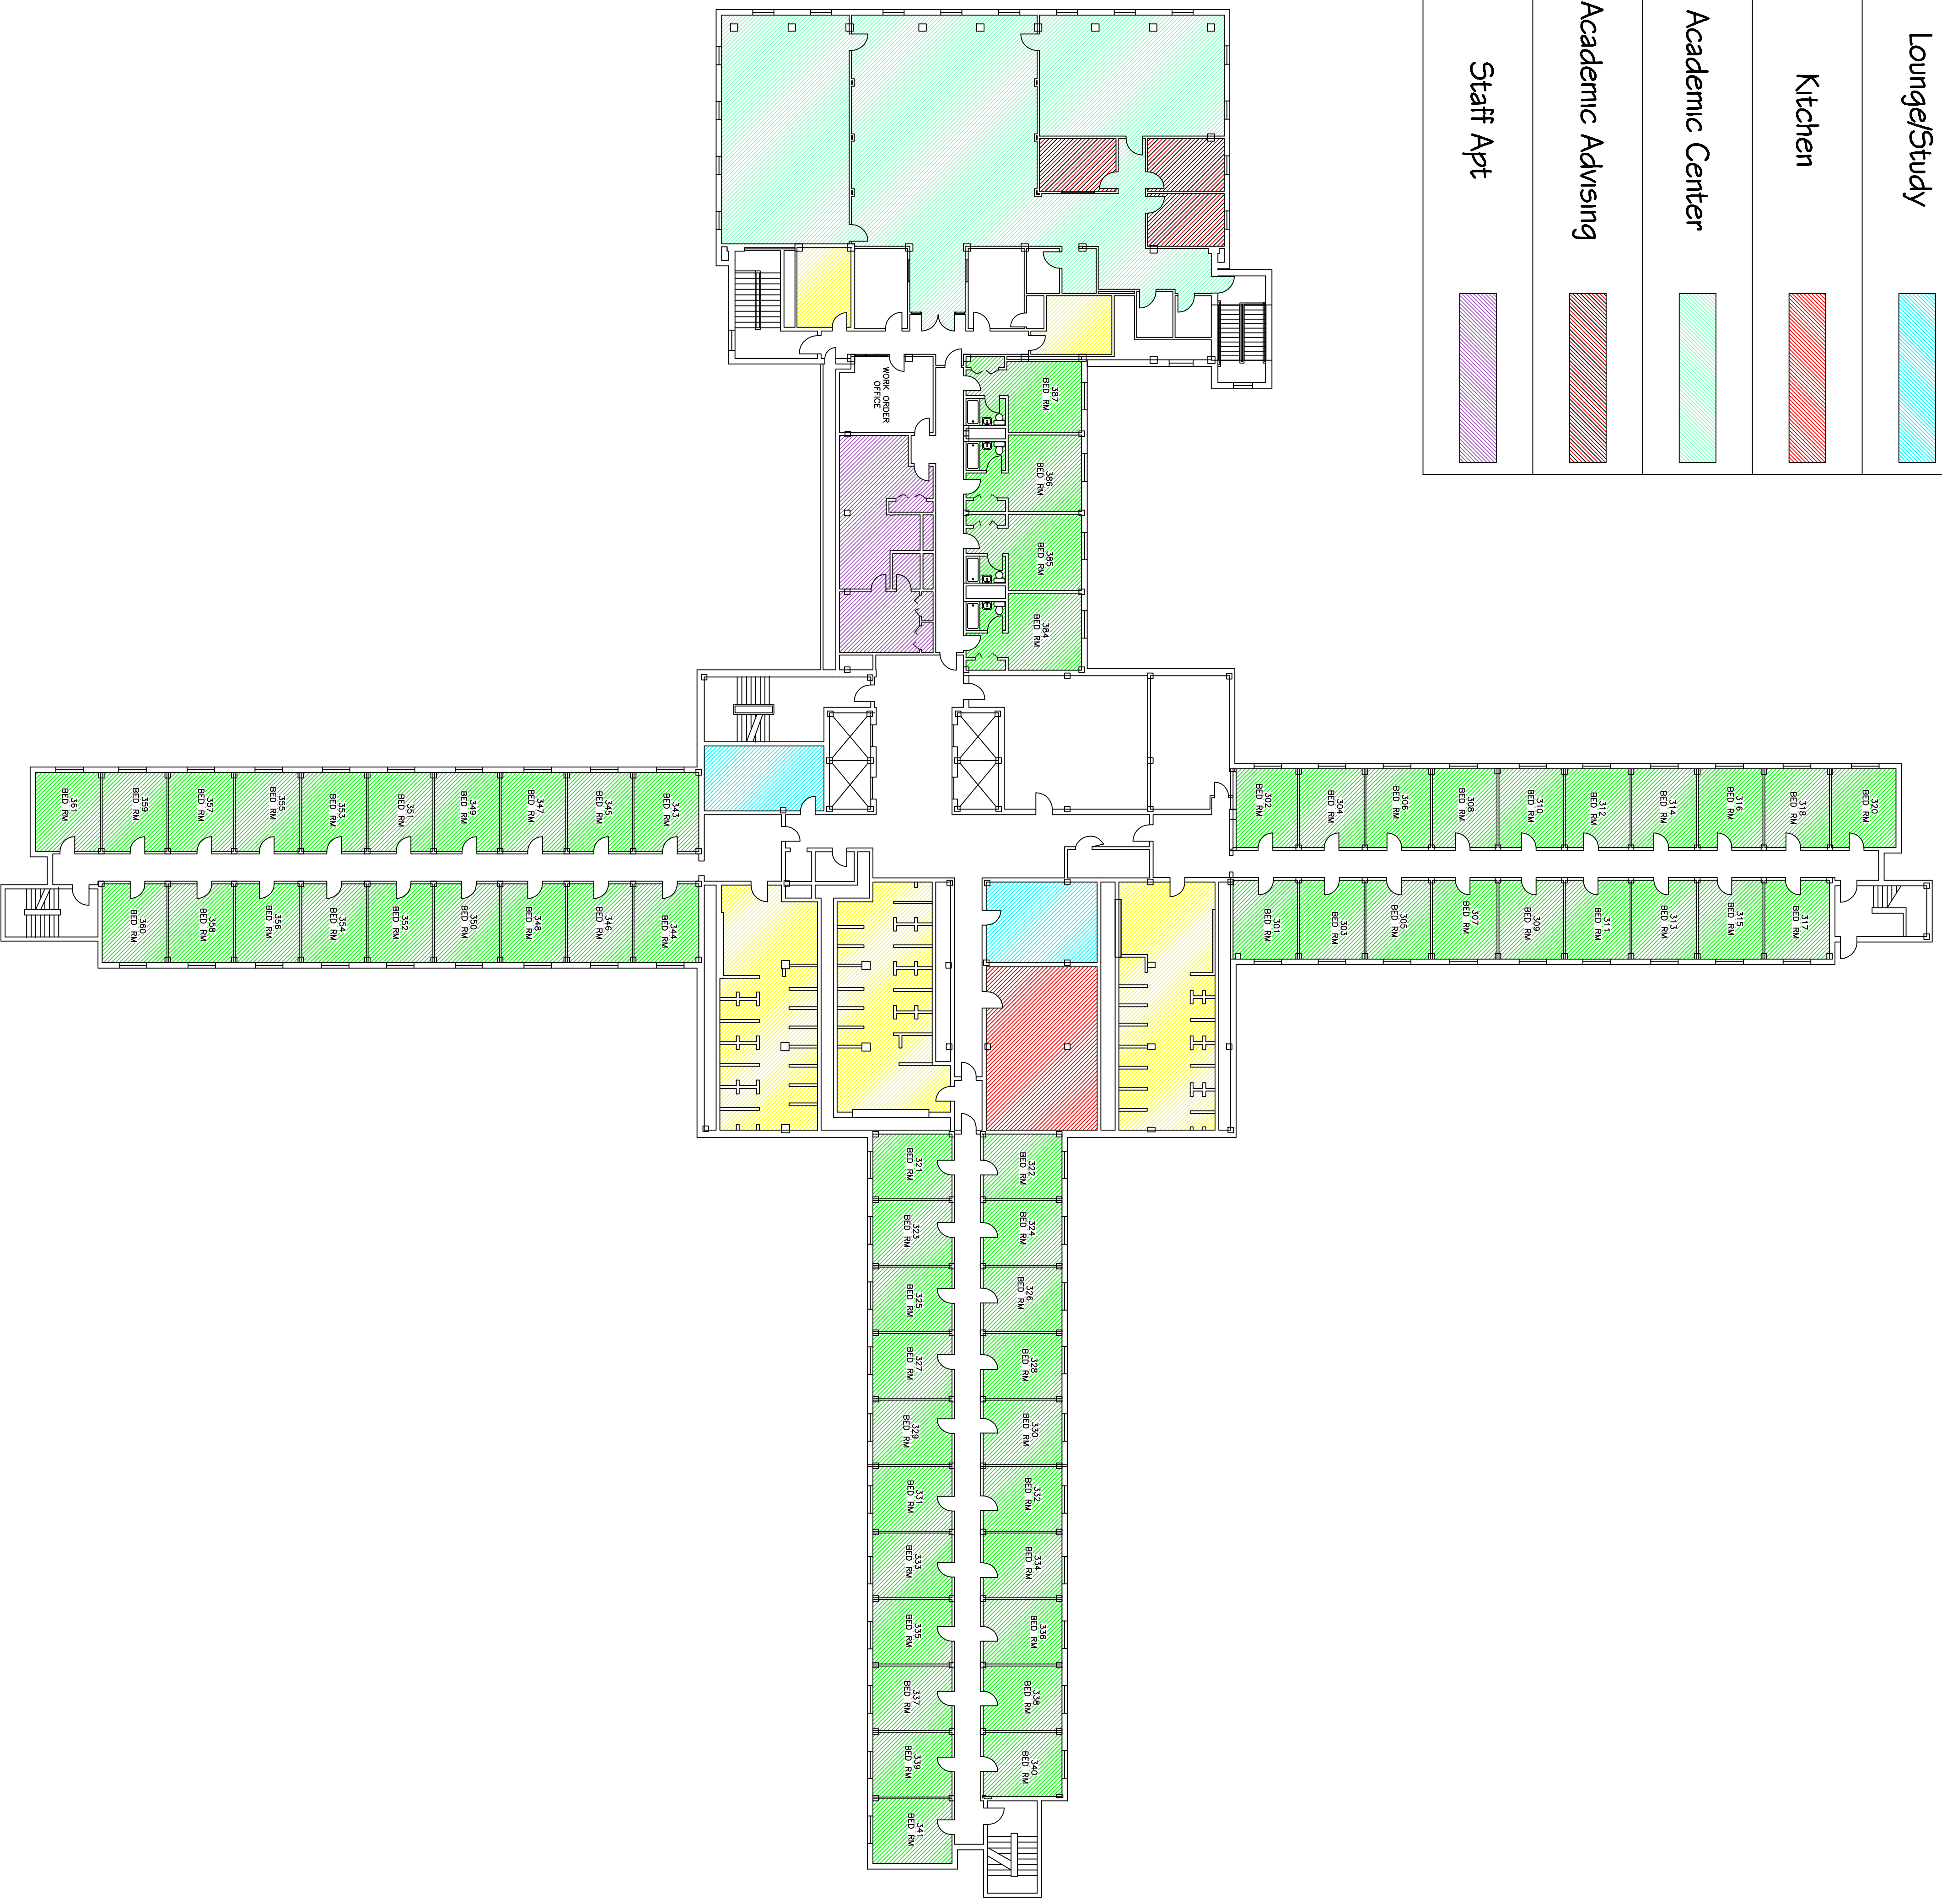 Lounge/Study
Kitchen
Academic Center
Academic Advising
Staff Apt
387
BED RM
386
BED RM
385
BED RM
384
BED RM
WORK ORDER
OFFICE
302
BED RM
304
BED RM
306
BED RM
308
BED RM
310
BED RM
312
BED RM
314
BED RM
316
BED RM
318
BED RM
320
BED RM
301
BED RM
303
BED RM
305
BED RM
307
BED RM
309
BED RM
311
BED RM
313
BED RM
315
BED RM
317
BED RM
361
BED RM
359
BED RM
357
BED RM
355
BED RM
353
BED RM
351
BED RM
349
BED RM
347
BED RM
345
BED RM
343
BED RM
360
BED RM
358
BED RM
356
BED RM
354
BED RM
352
BED RM
350
BED RM
348
BED RM
346
BED RM
344
BED RM
322
BED RM
324
BED RM
326
BED RM
328
BED RM
330
BED RM
332
BED RM
334
BED RM
336
BED RM
338
BED RM
340
BED RM
321
BED RM
323
BED RM
325
BED RM
327
BED RM
329
BED RM
331
BED RM
333
BED RM
335
BED RM
337
BED RM
339
BED RM
341
BED RM